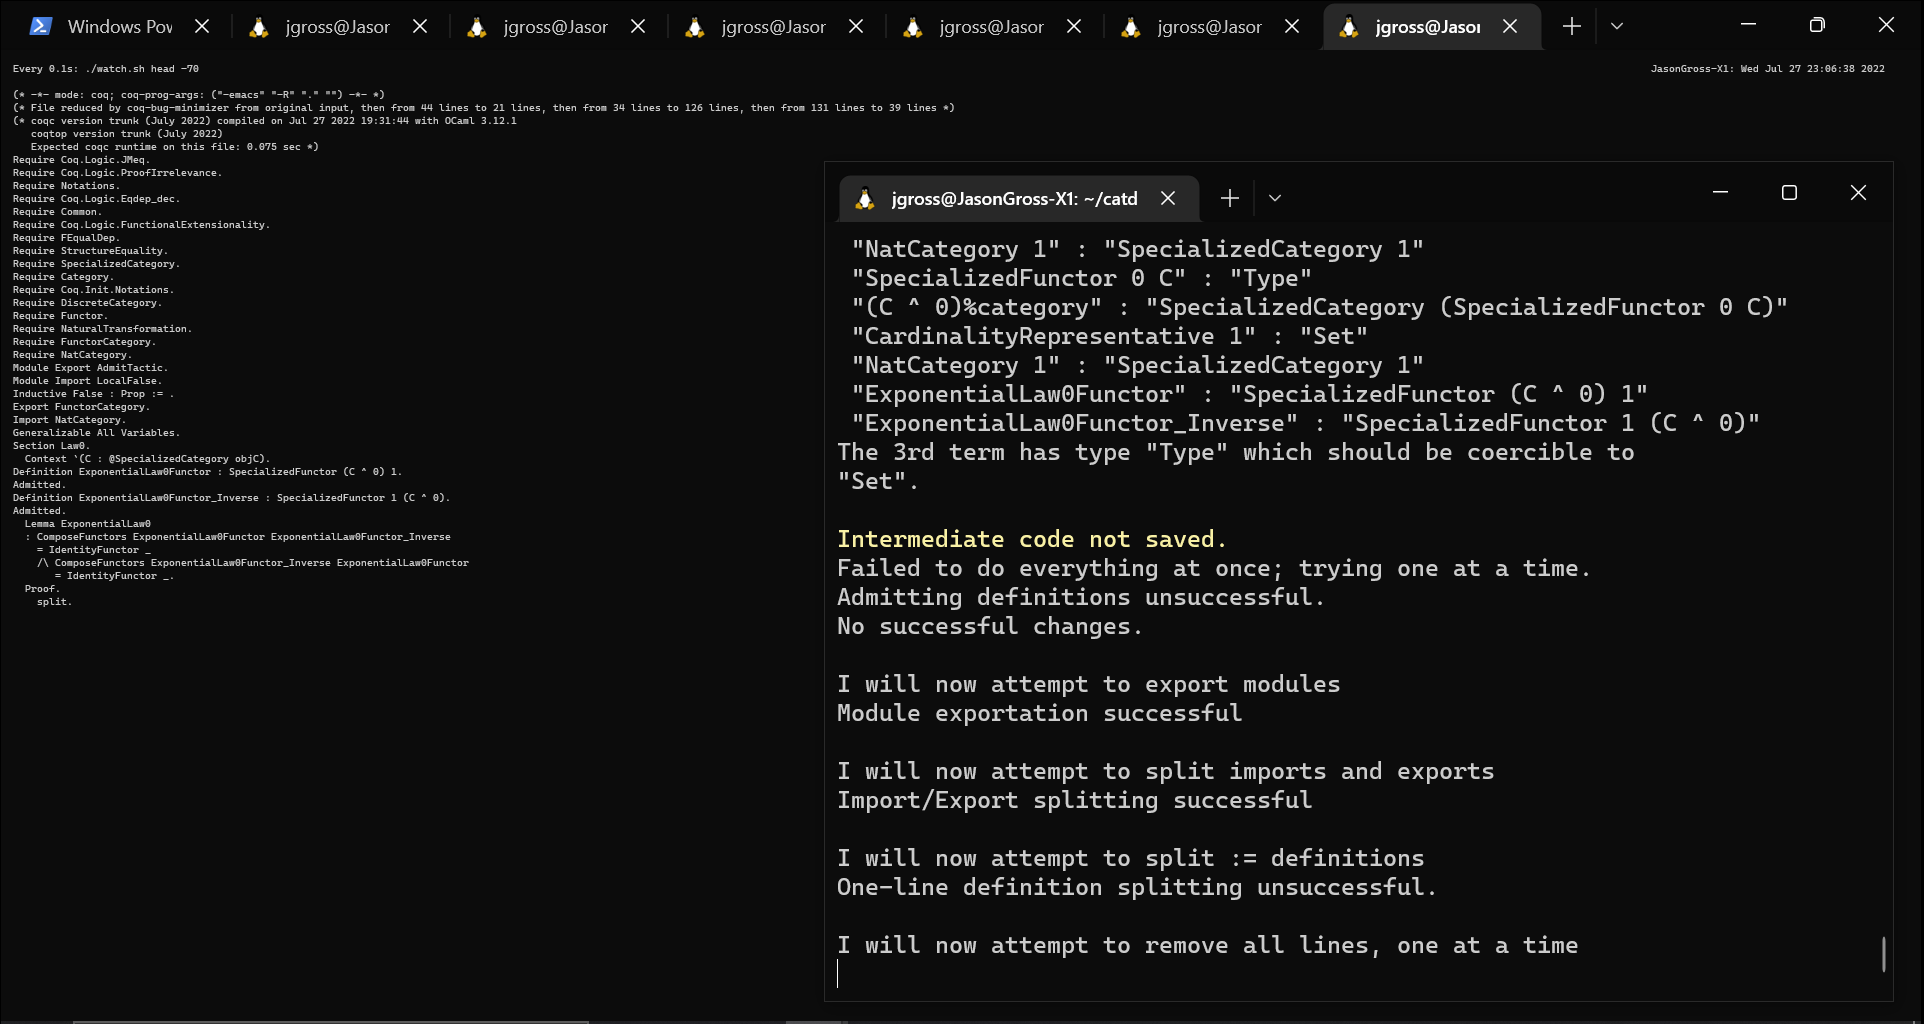 Windows Pov
jgross@Jasor
jgross@Jasor
jgross@Jasor
jgross@Jasor
jgross@Jasor
jgross@Jasor
Every 0.1s: ./watch.sh head -70
JasonGross-X1: Wed Jul 27 23:06:38 2022
(* -*- mode: coq; coq-prog-args: ("-emacs" "-R" "." "") -*- *)
(* File reduced by coq-bug-minimizer from original input, then from 44 lines to 21 lines, then from 34 lines to 126 lines, then from 131 lines to 39 lines *)
(* coqc version trunk (July 2022) compiled on Jul 27 2022 19:31:44 with OCaml 3.12.1
   coqtop version trunk (July 2022)
   Expected coqc runtime on this file: 0.075 sec *)
Require Coq.Logic.JMeq.
Require Coq.Logic.ProofIrrelevance.
Require Notations.
Require Coq.Logic.Eqdep_dec.
Require Common.
Require Coq.Logic.FunctionalExtensionality.
Require FEqualDep.
Require StructureEquality.
Require SpecializedCategory.
Require Category.
Require Coq.Init.Notations.
Require DiscreteCategory.
Require Functor.
Require NaturalTransformation.
Require FunctorCategory.
Require NatCategory.
Module Export AdmitTactic.
Module Import LocalFalse.
Inductive False : Prop := .
Export FunctorCategory.
Import NatCategory.
Generalizable All Variables.
Section Law0.
  Context `(C : @SpecializedCategory objC).
Definition ExponentialLaw0Functor : SpecializedFunctor (C ^ 0) 1.
Admitted.
Definition ExponentialLaw0Functor_Inverse : SpecializedFunctor 1 (C ^ 0).
Admitted.
  Lemma ExponentialLaw0
  : ComposeFunctors ExponentialLaw0Functor ExponentialLaw0Functor_Inverse
    = IdentityFunctor _
    /\ ComposeFunctors ExponentialLaw0Functor_Inverse ExponentialLaw0Functor
       = IdentityFunctor _.
  Proof.
    split.
jgross@JasonGross-X1: ~/catd
 "NatCategory 1" : "SpecializedCategory 1"
 "SpecializedFunctor 0 C" : "Type"
 "(C ^ 0)%category" : "SpecializedCategory (SpecializedFunctor 0 C)"
 "CardinalityRepresentative 1" : "Set"
 "NatCategory 1" : "SpecializedCategory 1"
 "ExponentialLaw0Functor" : "SpecializedFunctor (C ^ 0) 1"
 "ExponentialLaw0Functor_Inverse" : "SpecializedFunctor 1 (C ^ 0)"
The 3rd term has type "Type" which should be coercible to
"Set".
Intermediate code not saved.
Failed to do everything at once; trying one at a time.
Admitting definitions unsuccessful.
No successful changes.
I will now attempt to export modules
Module exportation successful
I will now attempt to split imports and exports
Import/Export splitting successful
I will now attempt to split := definitions
One-line definition splitting unsuccessful.
I will now attempt to remove all lines, one at a time